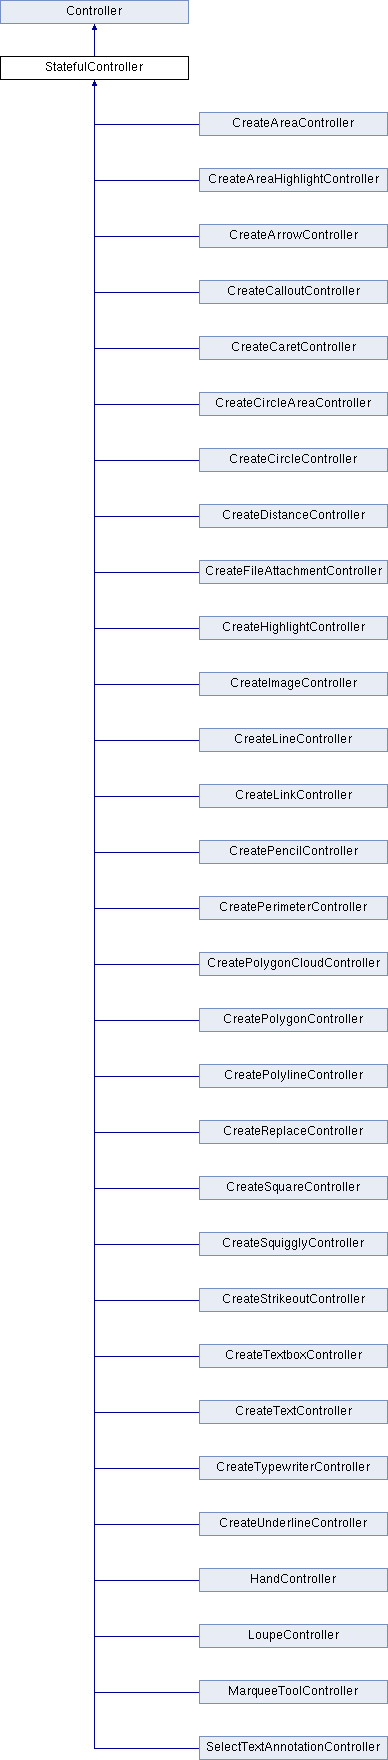 Controller
StatefulController
CreateAreaController
CreateAreaHighlightController
CreateArrowController
CreateCalloutController
CreateCaretController
CreateCircleAreaController
CreateCircleController
CreateDistanceController
CreateFileAttachmentController
CreateHighlightController
CreateImageController
CreateLineController
CreateLinkController
CreatePencilController
CreatePerimeterController
CreatePolygonCloudController
CreatePolygonController
CreatePolylineController
CreateReplaceController
CreateSquareController
CreateSquigglyController
CreateStrikeoutController
CreateTextboxController
CreateTextController
CreateTypewriterController
CreateUnderlineController
HandController
LoupeController
MarqueeToolController
SelectTextAnnotationController